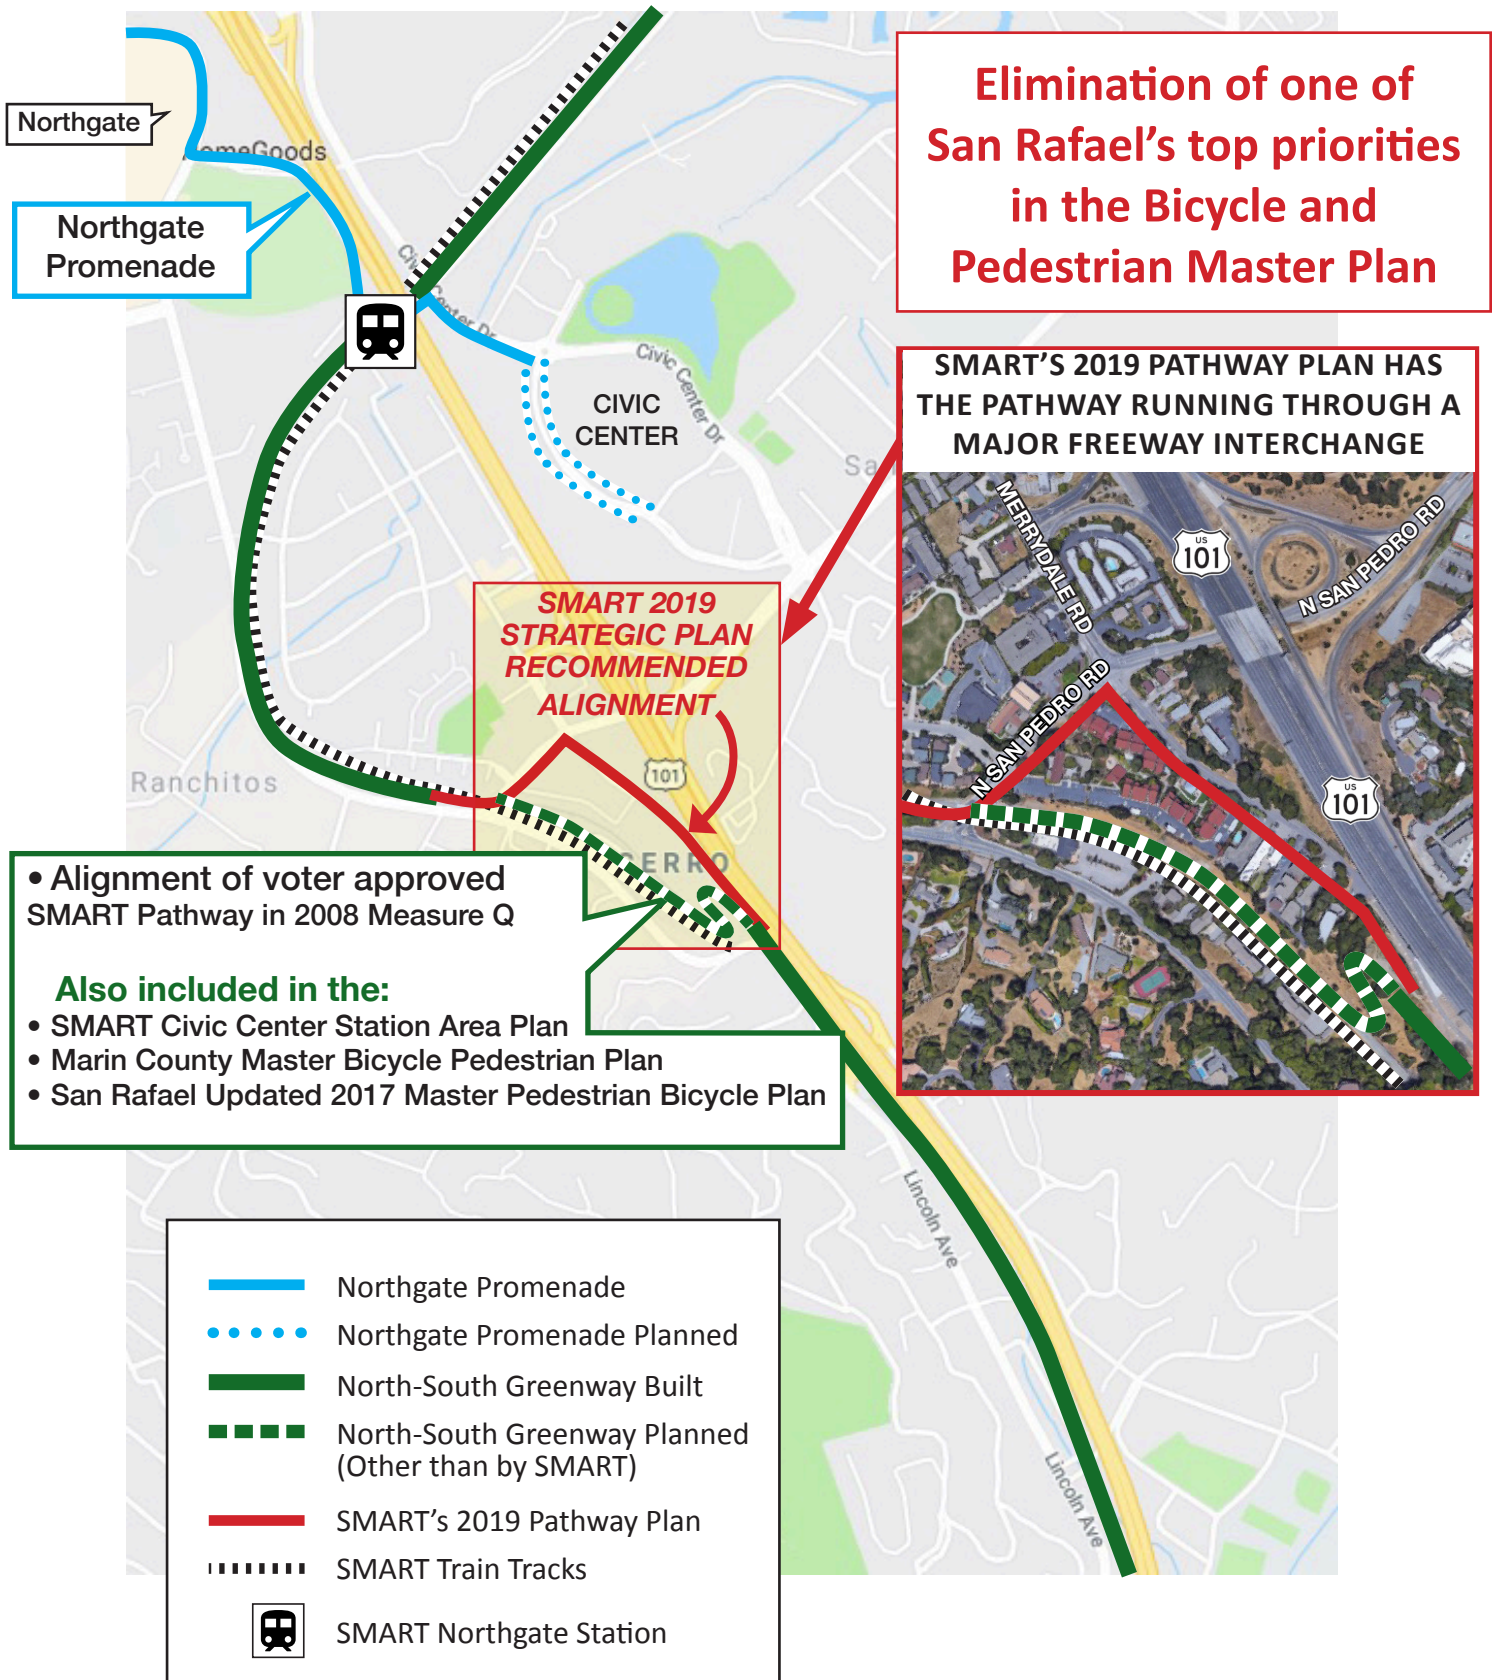 Elimination of one of
San Rafael's top priorities
in the Bicycle and
Pedestrian Master Plan
Northgate
HomeGoods
Northgate
Promenade
Civic Center Dr
Civic Center Dr
CIVIC
CENTER
San
SMART'S 2019 PATHWAY PLAN HAS
THE PATHWAY RUNNING THROUGH A
MAJOR FREEWAY INTERCHANGE
MERRYDALE RD
US
101
N SAN PEDRO RD
N SAN PEDRO RD
US
101
SMART 2019
STRATEGIC PLAN
RECOMMENDED
ALIGNMENT
101
Ranchitos
CERRO
• Alignment of voter approved
SMART Pathway in 2008 Measure Q
Also included in the:
• SMART Civic Center Station Area Plan
• Marin County Master Bicycle Pedestrian Plan
• San Rafael Updated 2017 Master Pedestrian Bicycle Plan
Lincoln Ave
Lincoln Ave
Northgate Promenade
Northgate Promenade Planned
North-South Greenway Built
North-South Greenway Planned
(Other than by SMART)
SMART's 2019 Pathway Plan
SMART Train Tracks
SMART Northgate Station